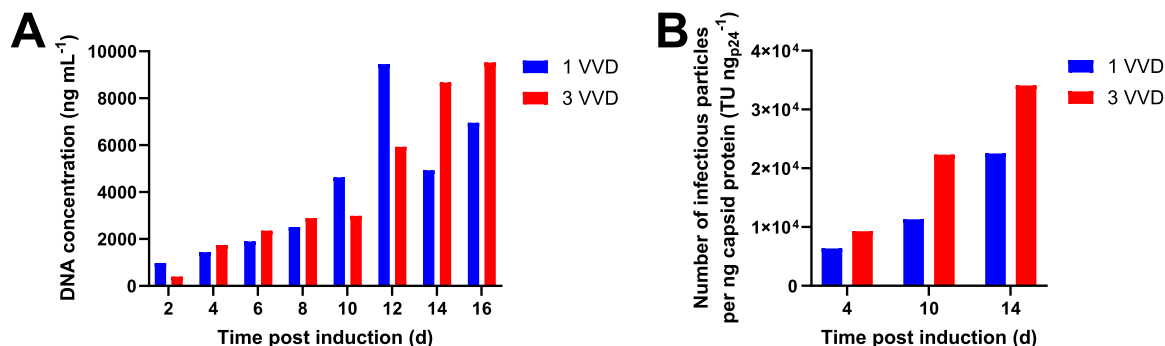 A
DNA concentration (ng mL⁻¹)
10000
8000
6000
4000
2000
0
2 4 6 8 10 12 14 16
Time post induction (d)
1 VVD
3 VVD
B
Number of infectious particles
per ng capsid protein (TU ng_p24⁻¹)
4×10⁴
3×10⁴
2×10⁴
1×10⁴
0
4 10 14
Time post induction (d)
1 VVD
3 VVD